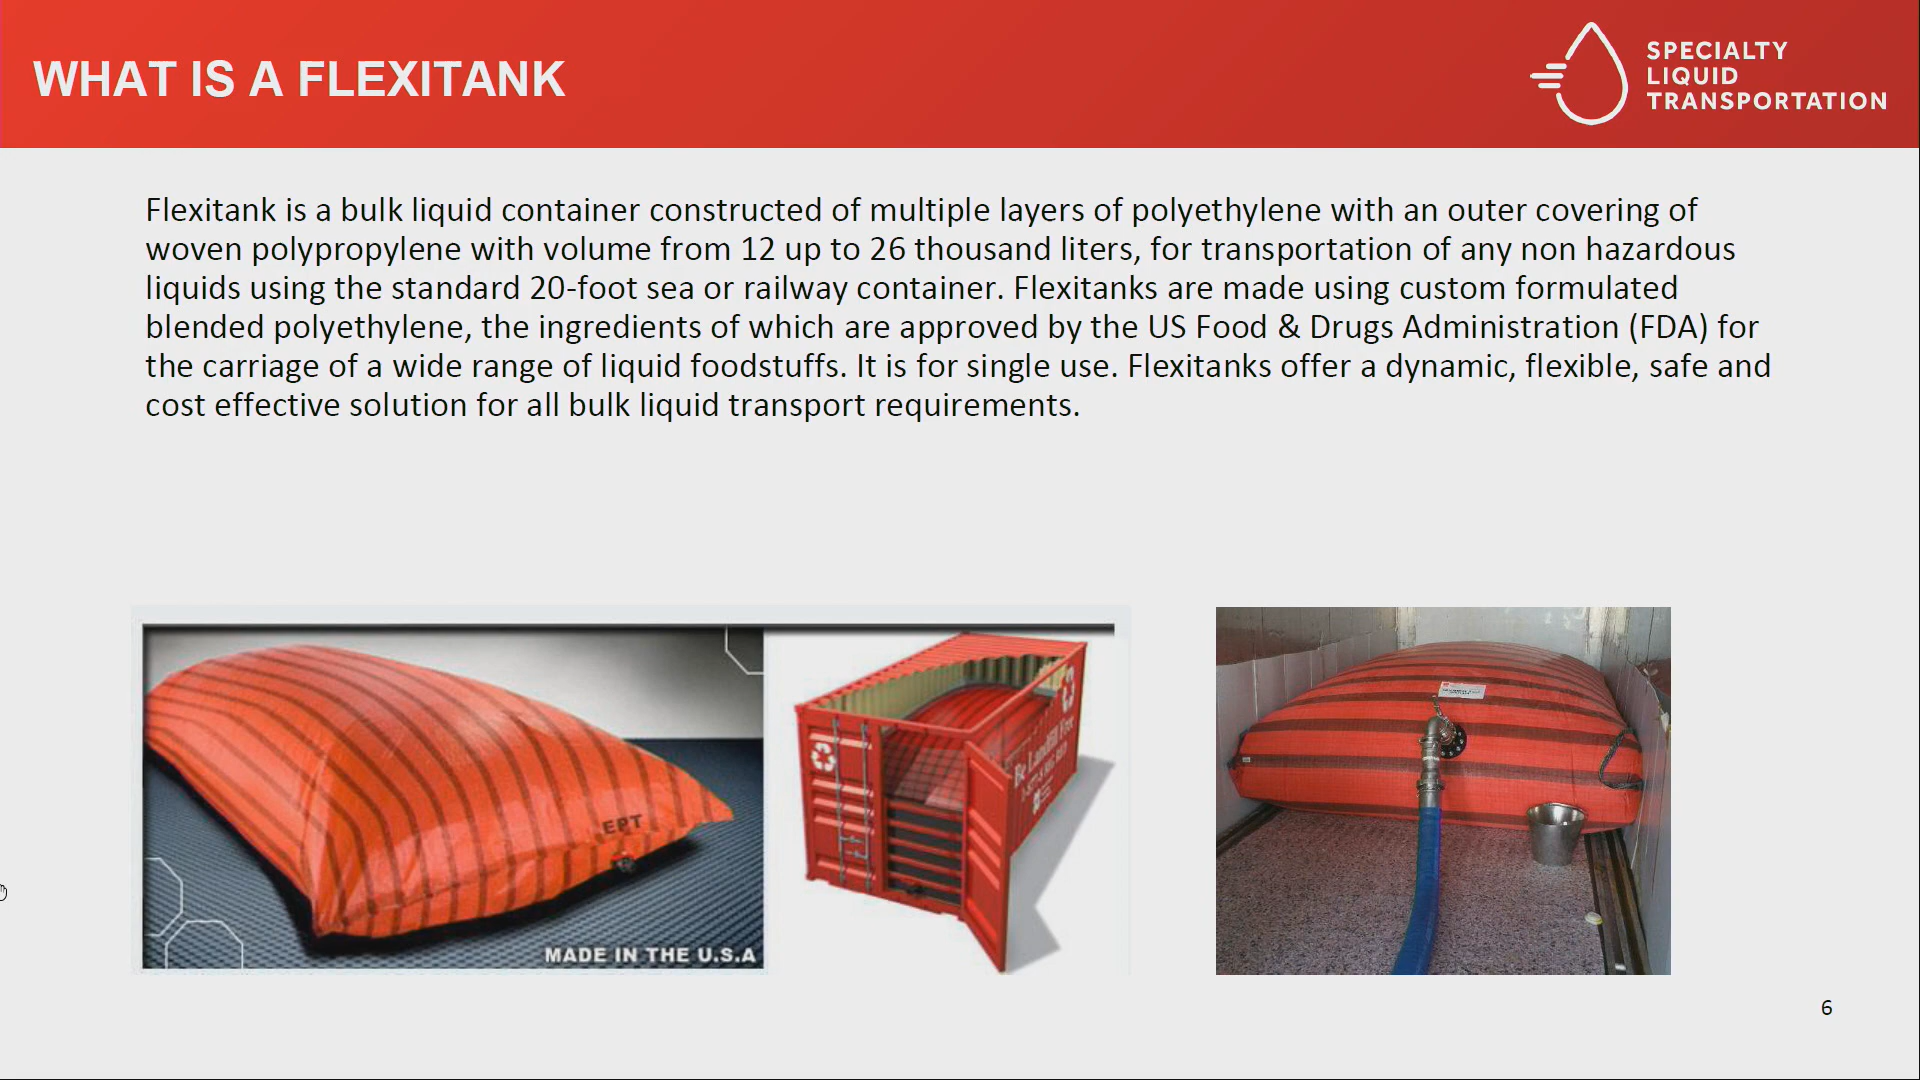 WHAT IS A FLEXITANK
SPECIALTY
LIQUID
TRANSPORTATION
Flexitank is a bulk liquid container constructed of multiple layers of polyethylene with an outer covering of
woven polypropylene with volume from 12 up to 26 thousand liters, for transportation of any non hazardous
liquids using the standard 20-foot sea or railway container. Flexitanks are made using custom formulated
blended polyethylene, the ingredients of which are approved by the US Food & Drugs Administration (FDA) for
the carriage of a wide range of liquid foodstuffs. It is for single use. Flexitanks offer a dynamic, flexible, safe and
cost effective solution for all bulk liquid transport requirements.
EPT
MADE IN THE U.S.A
Be Landfill Free
6